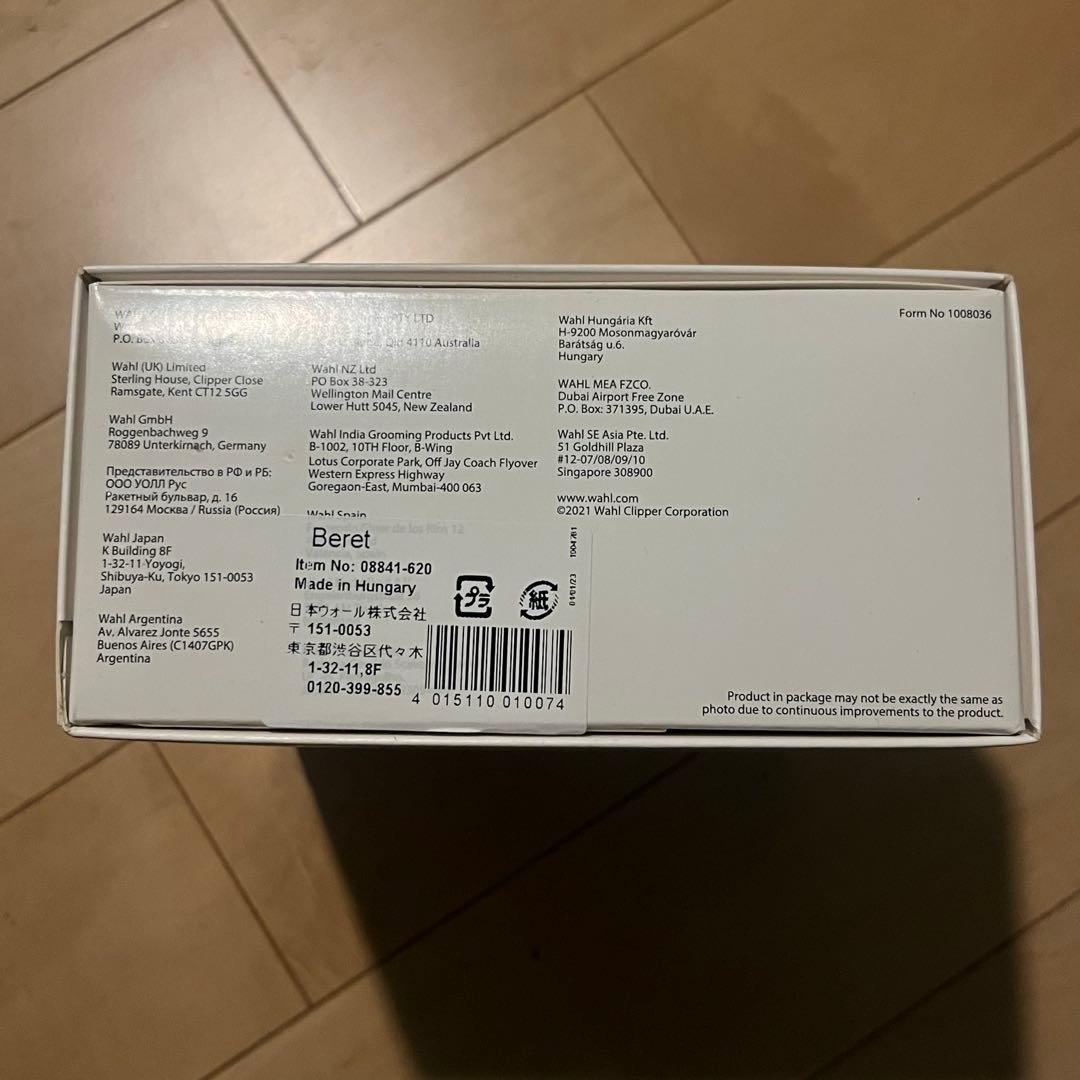 P.O.
Wahl (UK) Limited
Sterling House, Clipper Close
Ramsgate, Kent CT12 5GG
Wahl GmbH
Roggenbachweg 9
78089 Unterkirnach, Germany
Представительство в РФ и РБ:
ООО УОЛЛ Рус
Ракетный бульвар, д. 16
129164 Москва / Russia (Россия)
Wahl Japan
K Building 8F
1-32-11 Yoyogi,
Shibuya-Ku, Tokyo 151-0053
Japan
Wahl Argentina
Av. Alvarez Jonte 5655
Buenos Aires (C1407GPK)
Argentina
PTY LTD
Qld 4110 Australia
Wahl NZ Ltd
PO Box 38-323
Wellington Mail Centre
Lower Hutt 5045, New Zealand
Wahl India Grooming Products Pvt Ltd.
B-1002, 10TH Floor, B-Wing
Lotus Corporate Park, Off Jay Coach Flyover
Western Express Highway
Goregaon-East, Mumbai-400 063
Wahl Spain
de los Rios 12
Wahl Hungária Kft
H-9200 Mosonmagyaróvár
Barátság u.6.
Hungary
WAHL MEA FZCO.
Dubai Airport Free Zone
P.O. Box: 371395, Dubai U.A.E.
Wahl SE Asia Pte. Ltd.
51 Goldhill Plaza
#12-07/08/09/10
Singapore 308900
www.wahl.com
©2021 Wahl Clipper Corporation
Form No 1008036
Beret
Item No: 08841-620
Made in Hungary
日本ウォール株式会社
〒 151-0053
東京都渋谷区代々木
1-32-11,8F
0120-399-855
プラ
紙
01/01/23 1004761
4 015110 010074
Product in package may not be exactly the same as
photo due to continuous improvements to the product.